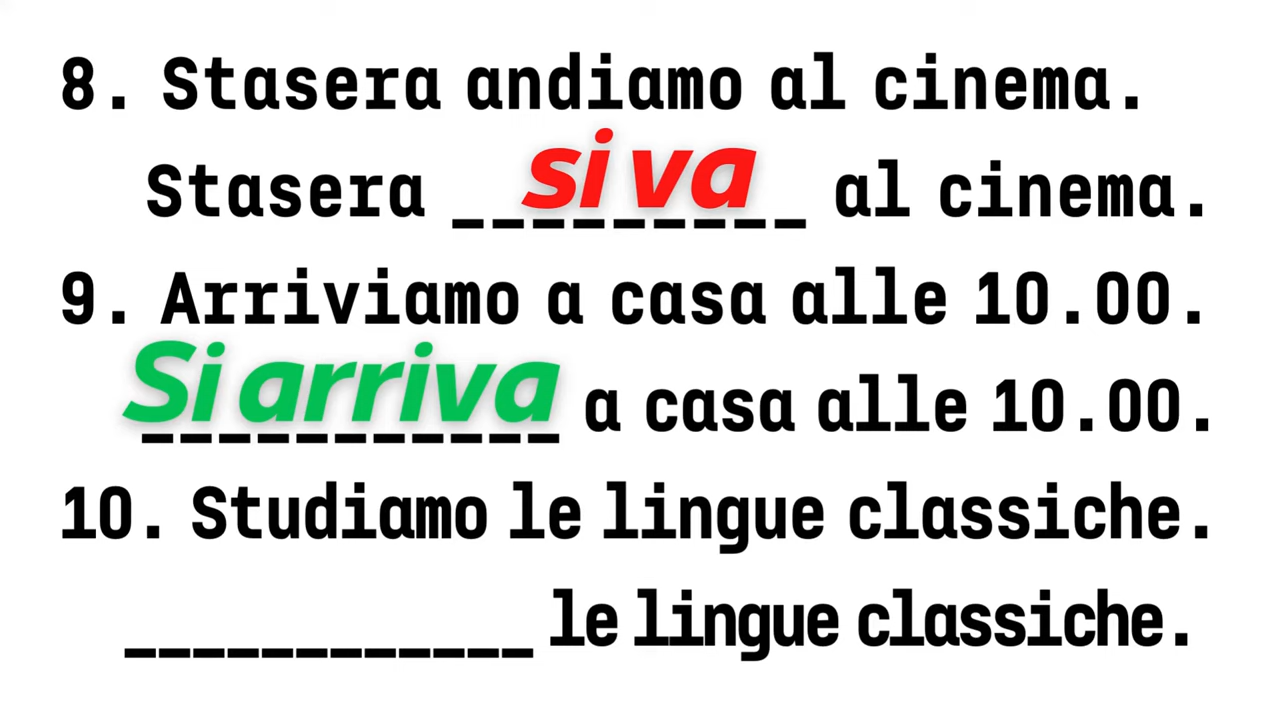 8. Stasera andiamo al cinema.
Stasera si va al cinema.
9. Arriviamo a casa alle 10.00.
Si arriva a casa alle 10.00.
10. Studiamo le lingue classiche.
____________ le lingue classiche.